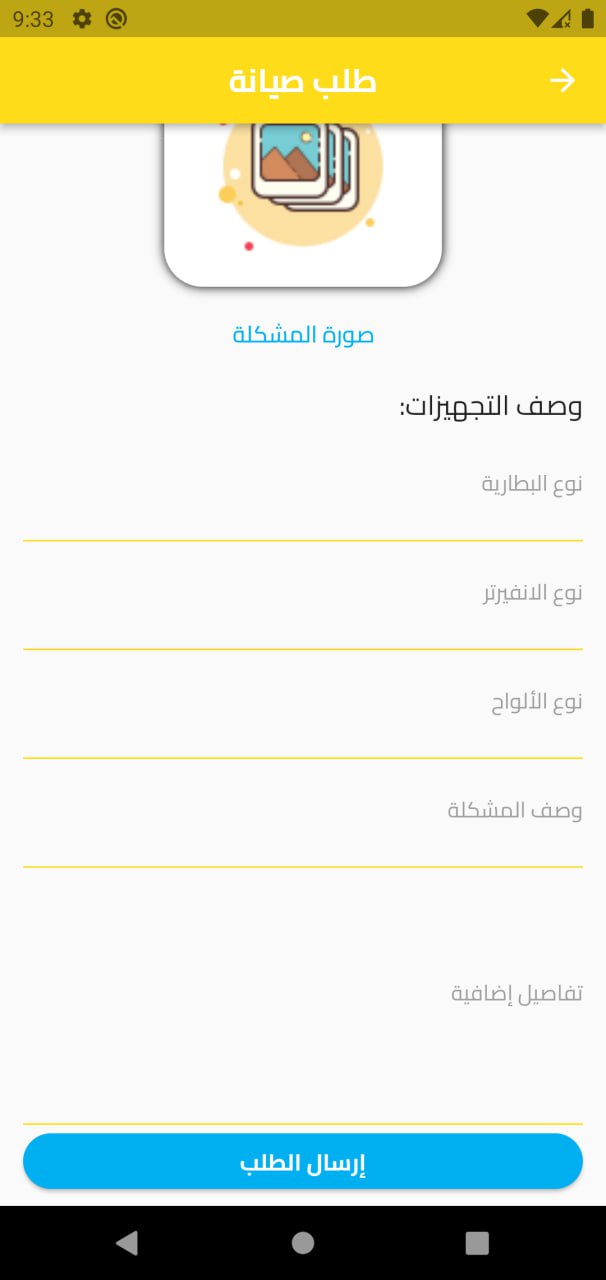 9:33
طلب صيانة
صورة المشكلة
وصف التجهيزات:
نوع البطارية
نوع الانفيرتر
نوع الألواح
وصف المشكلة
تفاصيل إضافية
إرسال الطلب